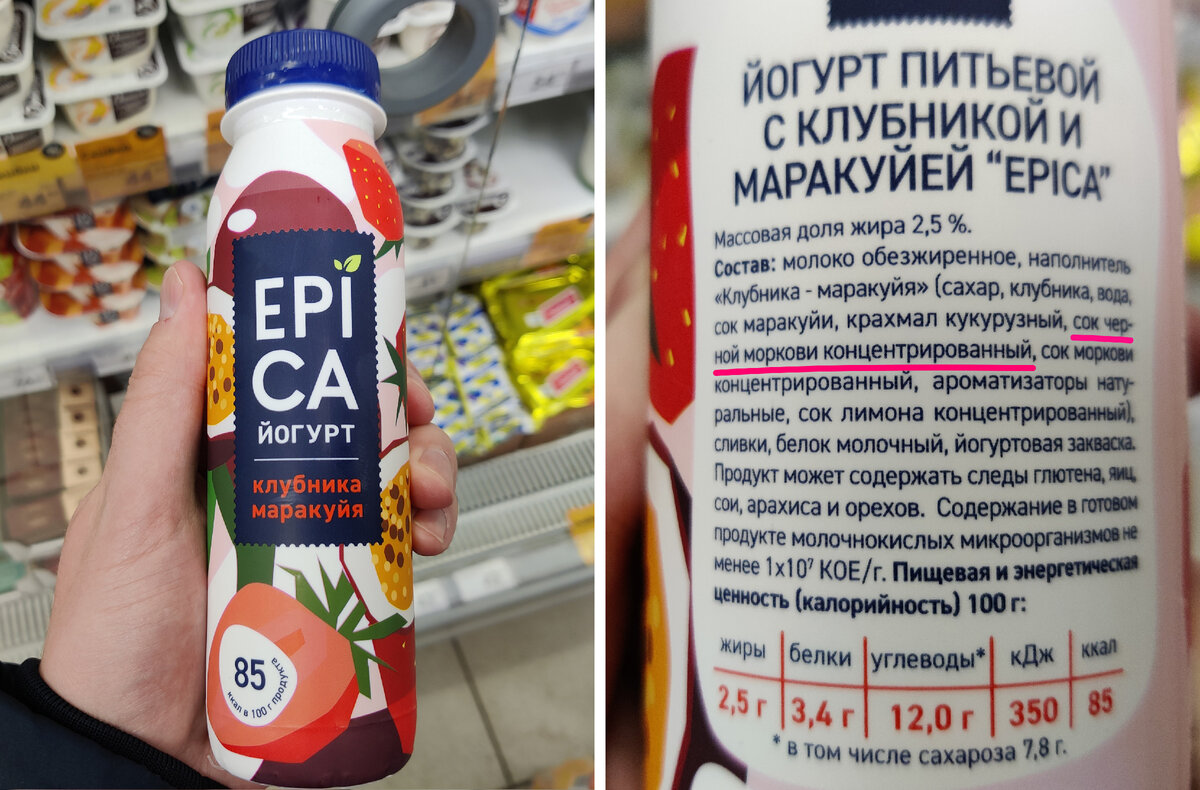 EPI
CA
ЙОГУРТ
клубника
маракуйя
85
ккал в 100 г продукта
ЙОГУРТ ПИТЬЕВОЙ
С КЛУБНИКОЙ И
МАРАКУЙЕЙ “EPICA”
Массовая доля жира 2,5 %.
Состав: молоко обезжиренное, наполнитель
«Клубника - маракуйя» (сахар, клубника, вода,
сок маракуйи, крахмал кукурузный, сок чер-
ной моркови концентрированный, сок моркови
концентрированный, ароматизаторы нату-
ральные, сок лимона концентрированный),
сливки, белок молочный, йогуртовая закваска.
Продукт может содержать следы глютена, яиц,
сои, арахиса и орехов. Содержание в готовом
продукте молочнокислых микроорганизмов не
менее 1х10⁷ КОЕ/г. Пищевая и энергетическая
ценность (калорийность) 100 г:
жиры белки углеводы* кДж ккал
2,5 г 3,4 г 12,0 г 350 85
* в том числе сахароза 7,8 г.